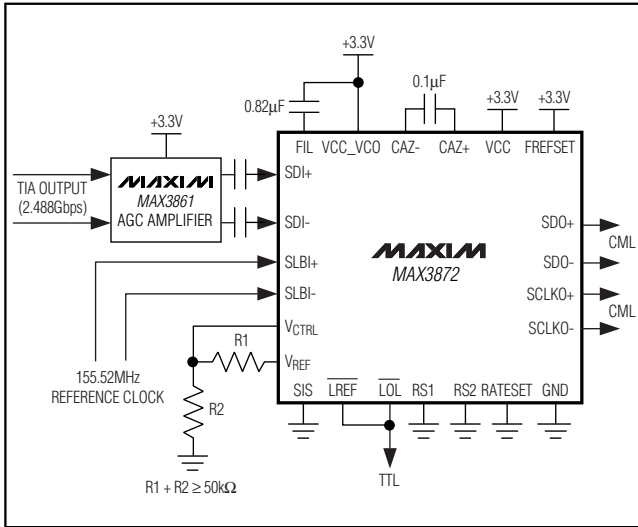 +3.3V
0.82μF
0.1μF
+3.3V
+3.3V
+3.3V
FIL VCC_VCO CAZ- CAZ+ VCC FREFSET
TIA OUTPUT
(2.488Gbps)
MAXIM
MAX3861
AGC AMPLIFIER
SDI+
SDI-
SLBI+
SLBI-
VCTRL
VREF
MAXIM
MAX3872
SDO+
SDO-
SCLKO+
SCLKO-
CML
CML
R1
R2
155.52MHz
REFERENCE CLOCK
SIS LREF LOL RS1 RS2 RATESET GND
TTL
R1 + R2 ≥ 50kΩ